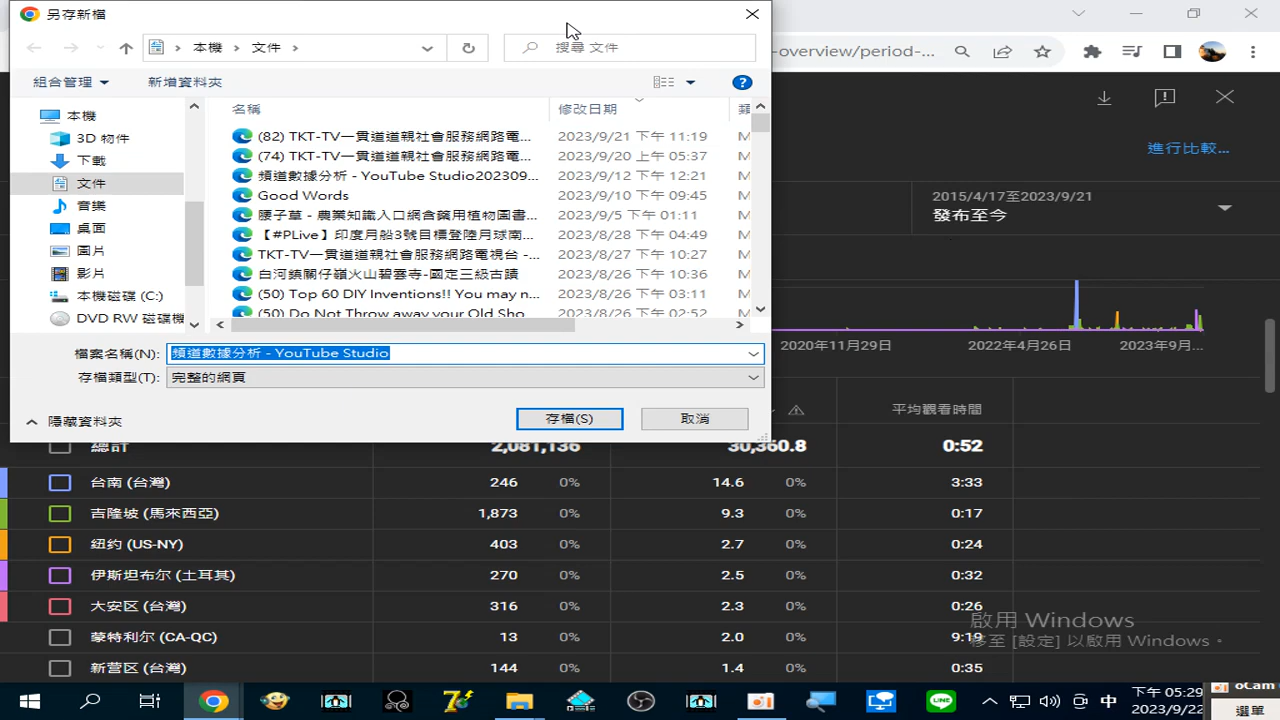 另存新檔
本機 文件
搜尋 文件
-overview/period-...
組合管理 新增資料夾
本機
3D 物件
下載
文件
音樂
桌面
圖片
影片
本機磁碟 (C:)
DVD RW 磁碟機
名稱 修改日期
(82) TKT-TV一貫道道親社會服務網路電... 2023/9/21 下午 11:19 M
(74) TKT-TV一貫道道親社會服務網路電... 2023/9/20 上午 05:37 M
頻道數據分析 - YouTube Studio202309... 2023/9/12 下午 12:21 M
Good Words 2023/9/10 下午 09:45 M
腰子草 - 農業知識入口網含藥用植物圖書... 2023/9/5 下午 01:11 M
【#PLive】印度月船3號目標登陸月球南... 2023/8/28 下午 04:49 M
TKT-TV一貫道道親社會服務網路電視台 -... 2023/8/27 下午 10:27 M
白河鎮關仔嶺火山碧雲寺-國定三級古蹟 2023/8/26 下午 10:36 M
(50) Top 60 DIY Inventions!! You may n... 2023/8/26 下午 03:11 M
(50) Do Not Throw away your Old Sho 2023/8/26 下午 02:52 M
檔案名稱(N): 頻道數據分析 - YouTube Studio
存檔類型(T): 完整的網頁
隱藏資料夾
存檔(S) 取消
進行比較...
2015/4/17至2023/9/21
發布至今
2020年11月29日 2022年4月26日 2023年9月...
平均觀看時間
總計 2,081,136 30,360.8 0:52
台南 (台灣) 246 0% 14.6 0% 3:33
吉隆坡 (馬來西亞) 1,873 0% 9.3 0% 0:17
紐約 (US-NY) 403 0% 2.7 0% 0:24
伊斯坦布尔 (土耳其) 270 0% 2.5 0% 0:32
大安区 (台灣) 316 0% 2.3 0% 0:26
蒙特利尔 (CA-QC) 13 0% 2.0 0% 9:19
新营区 (台灣) 144 0% 1.4 0% 0:35
啟用 Windows
移至 [設定] 以啟用 Windows。
中
下午 05:29
2023/9/22
oCam
選單
LINE